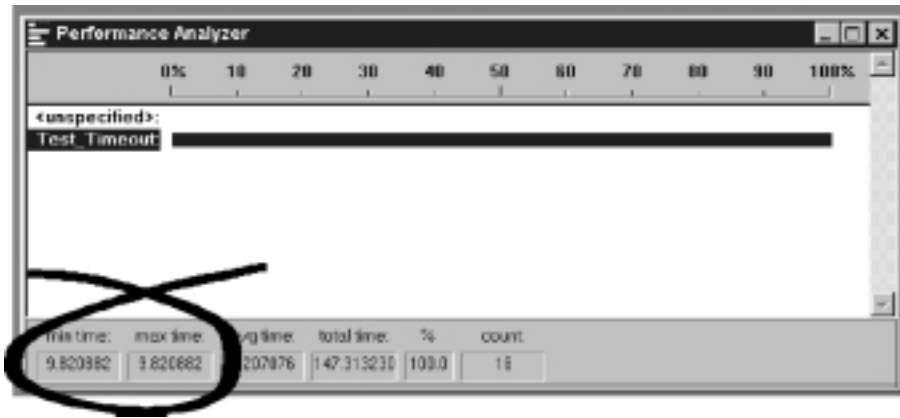 Performance Analyzer
0% 10 20 30 40 50 60 70 80 90 100%
<unspecified>:
Test_Timeout:
min time: max time: avg time: total time: % count:
9.820882 9.820882 207076 147.313230 100.0 16